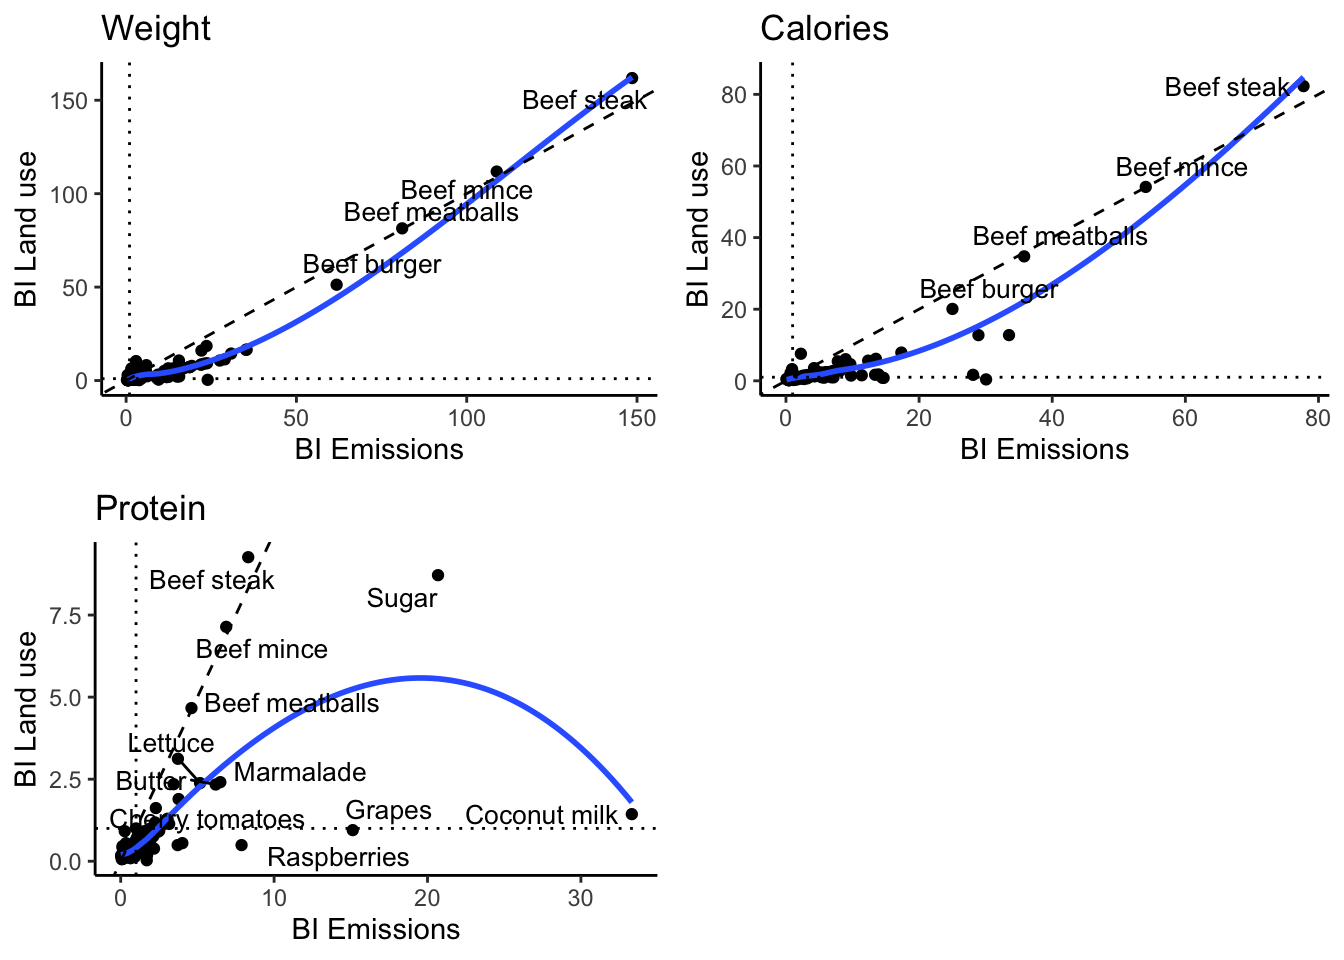 Weight
BI Land use
150
100
50
0
Beef steak
Beef mince
Beef meatballs
Beef burger
0
50
100
150
BI Emissions
Calories
BI Land use
80
60
40
20
0
Beef steak
Beef mince
Beef meatballs
Beef burger
0
20
40
60
80
BI Emissions
Protein
BI Land use
7.5
5.0
2.5
0.0
Beef steak
Sugar
Beef mince
Beef meatballs
Lettuce
Butter
Marmalade
Cherry tomatoes
Grapes
Coconut milk
Raspberries
0
10
20
30
BI Emissions